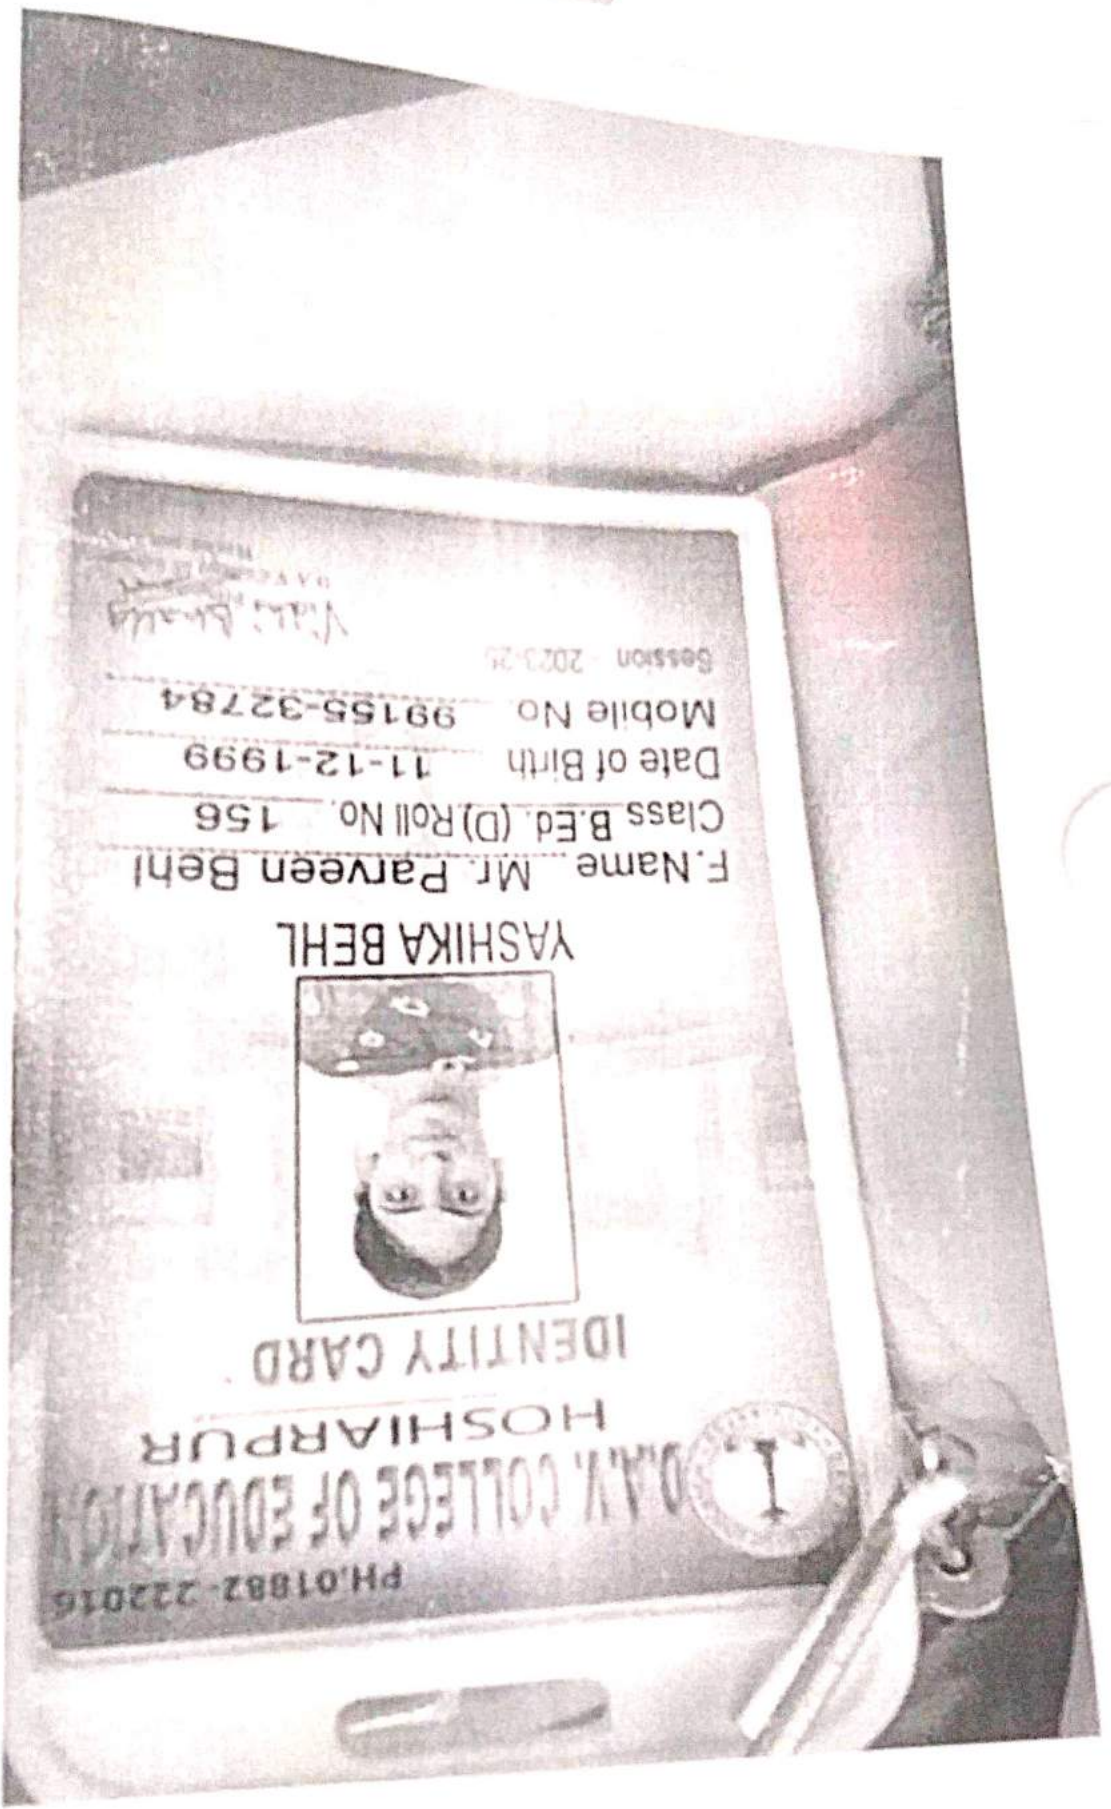 PH.01882-222016
D.A.V. COLLEGE OF EDUCATION
HOSHIARPUR
IDENTITY CARD
YASHIKA BEHL
F.Name Mr. Parveen Behl
Class B.Ed. (D) Roll No. 156
Date of Birth 11-12-1999
Mobile No 99155-32784
Session - 2023-25